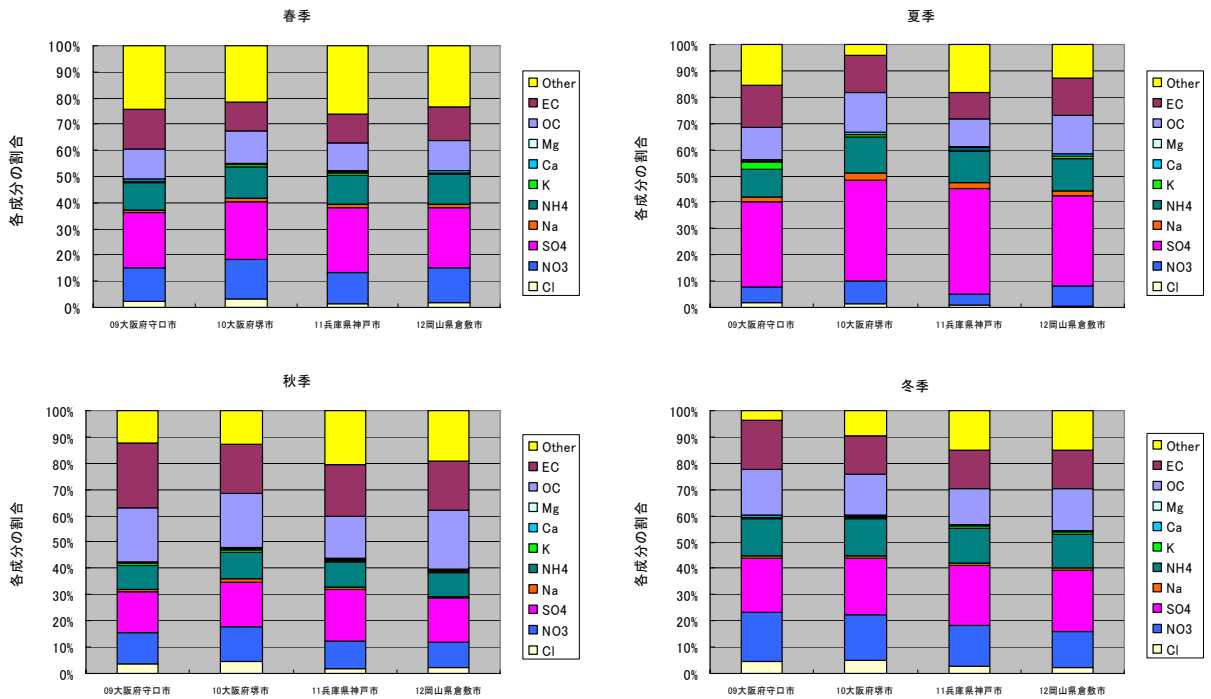 春季
100%
90%
80%
70%
60%
50%
40%
30%
20%
10%
0%
各成分の割合
09大阪府守口市 10大阪府堺市 11兵庫県神戸市 12岡山県倉敷市
Other
EC
OC
Mg
Ca
K
NH4
Na
SO4
NO3
Cl
夏季
100%
90%
80%
70%
60%
50%
40%
30%
20%
10%
0%
各成分の割合
09大阪府守口市 10大阪府堺市 11兵庫県神戸市 12岡山県倉敷市
Other
EC
OC
Mg
Ca
K
NH4
Na
SO4
NO3
Cl
秋季
100%
90%
80%
70%
60%
50%
40%
30%
20%
10%
0%
各成分の割合
09大阪府守口市 10大阪府堺市 11兵庫県神戸市 12岡山県倉敷市
Other
EC
OC
Mg
Ca
K
NH4
Na
SO4
NO3
Cl
冬季
100%
90%
80%
70%
60%
50%
40%
30%
20%
10%
0%
各成分の割合
09大阪府守口市 10大阪府堺市 11兵庫県神戸市 12岡山県倉敷市
Other
EC
OC
Mg
Ca
K
NH4
Na
SO4
NO3
Cl